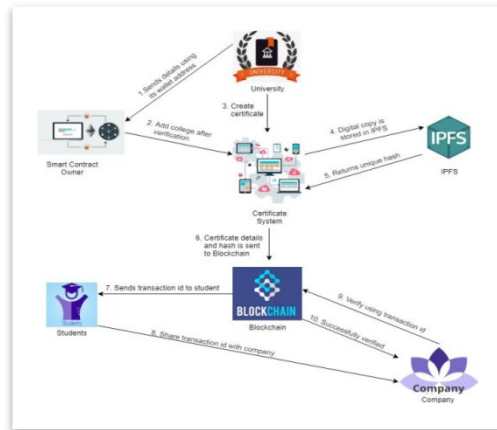 UNIVERSITY
University
1.Sends details using
its wallet address
3. Create
certificate
2. Add college after
verification
4. Digital copy is
stored in IPFS
IPFS
Smart Contract
Owner
5. Returns unique hash
IPFS
Certificate
System
6. Certificate details
and hash is sent
to Blockchain
7. Sends transaction id to student
BLOCKCHAIN
Blockchain
9. Verify using transaction id
10. Successfully verified
Students
Students
8. Share transaction id with company
Company
Company